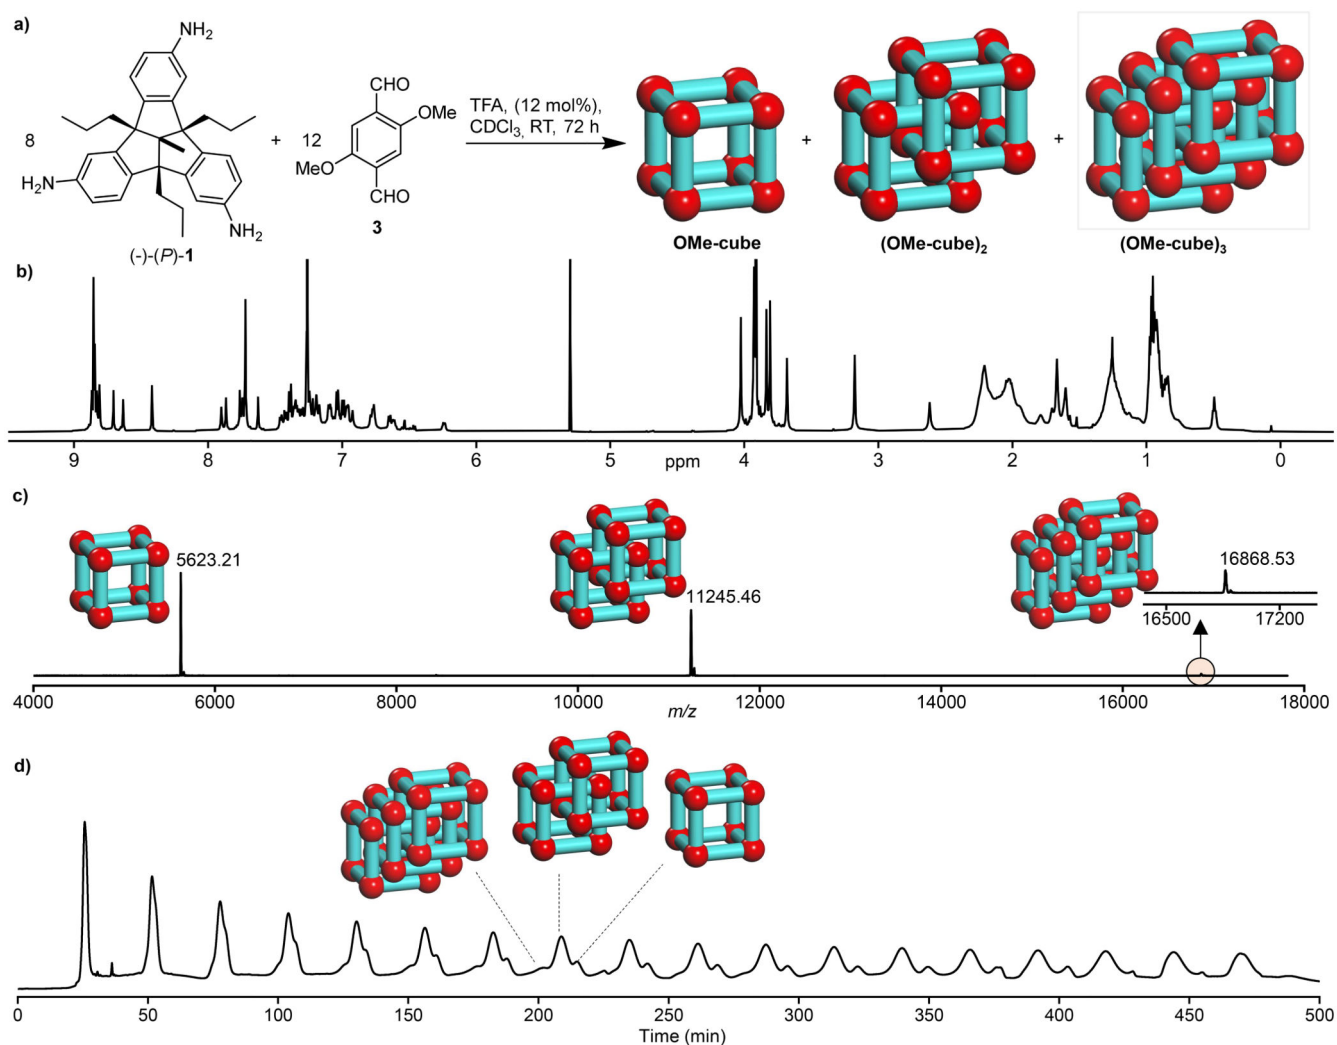 a)
NH₂
8
H₂N
NH₂
(-)-(P)-1
+
12
CHO
OMe
MeO
CHO
3
TFA, (12 mol%),
CDCl₃, RT, 72 h
+
+
OMe-cube
(OMe-cube)₂
(OMe-cube)₃
b)
9 8 7 6 5 ppm 4 3 2 1 0
c)
5623.21
11245.46
16868.53
16500 17200
4000 6000 8000 10000 12000 14000 16000 18000
m/z
d)
0 50 100 150 200 250 300 350 400 450 500
Time (min)